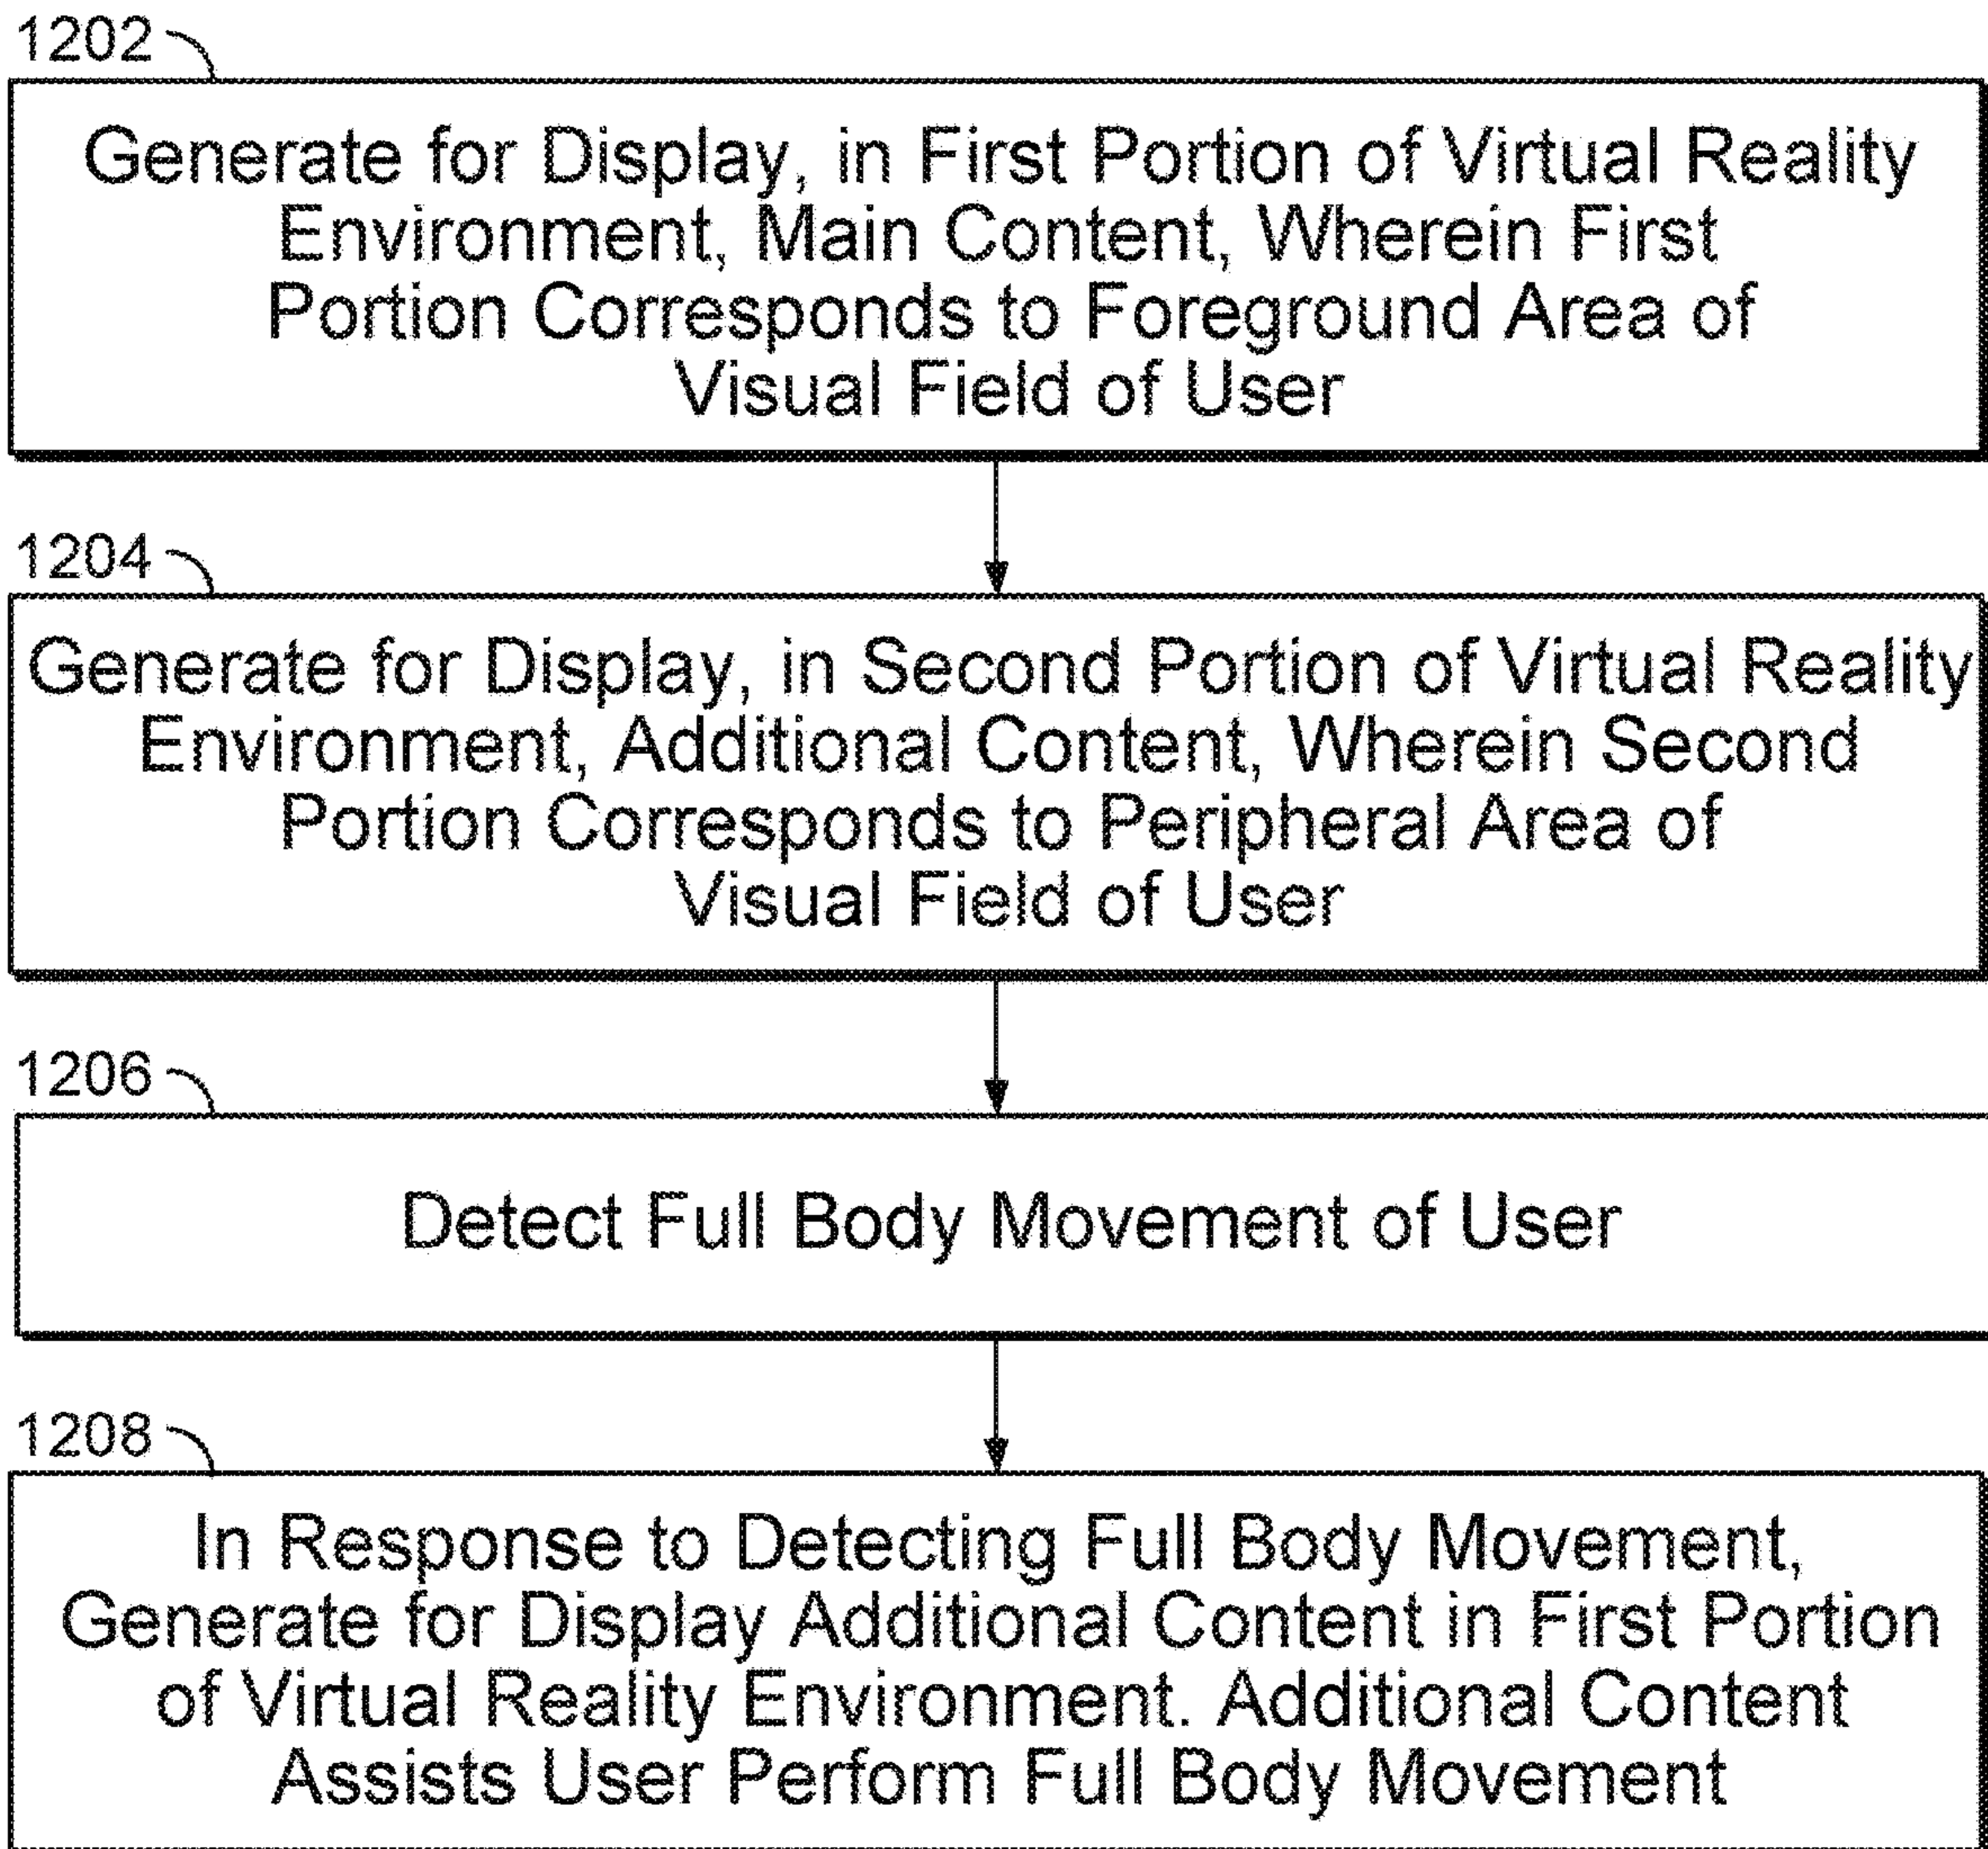 1202
Generate for Display, in First Portion of Virtual Reality
Environment, Main Content, Wherein First
Portion Corresponds to Foreground Area of
Visual Field of User
1204
Generate for Display, in Second Portion of Virtual Reality
Environment, Additional Content, Wherein Second
Portion Corresponds to Peripheral Area of
Visual Field of User
1206
Detect Full Body Movement of User
1208
In Response to Detecting Full Body Movement,
Generate for Display Additional Content in First Portion
of Virtual Reality Environment. Additional Content
Assists User Perform Full Body Movement